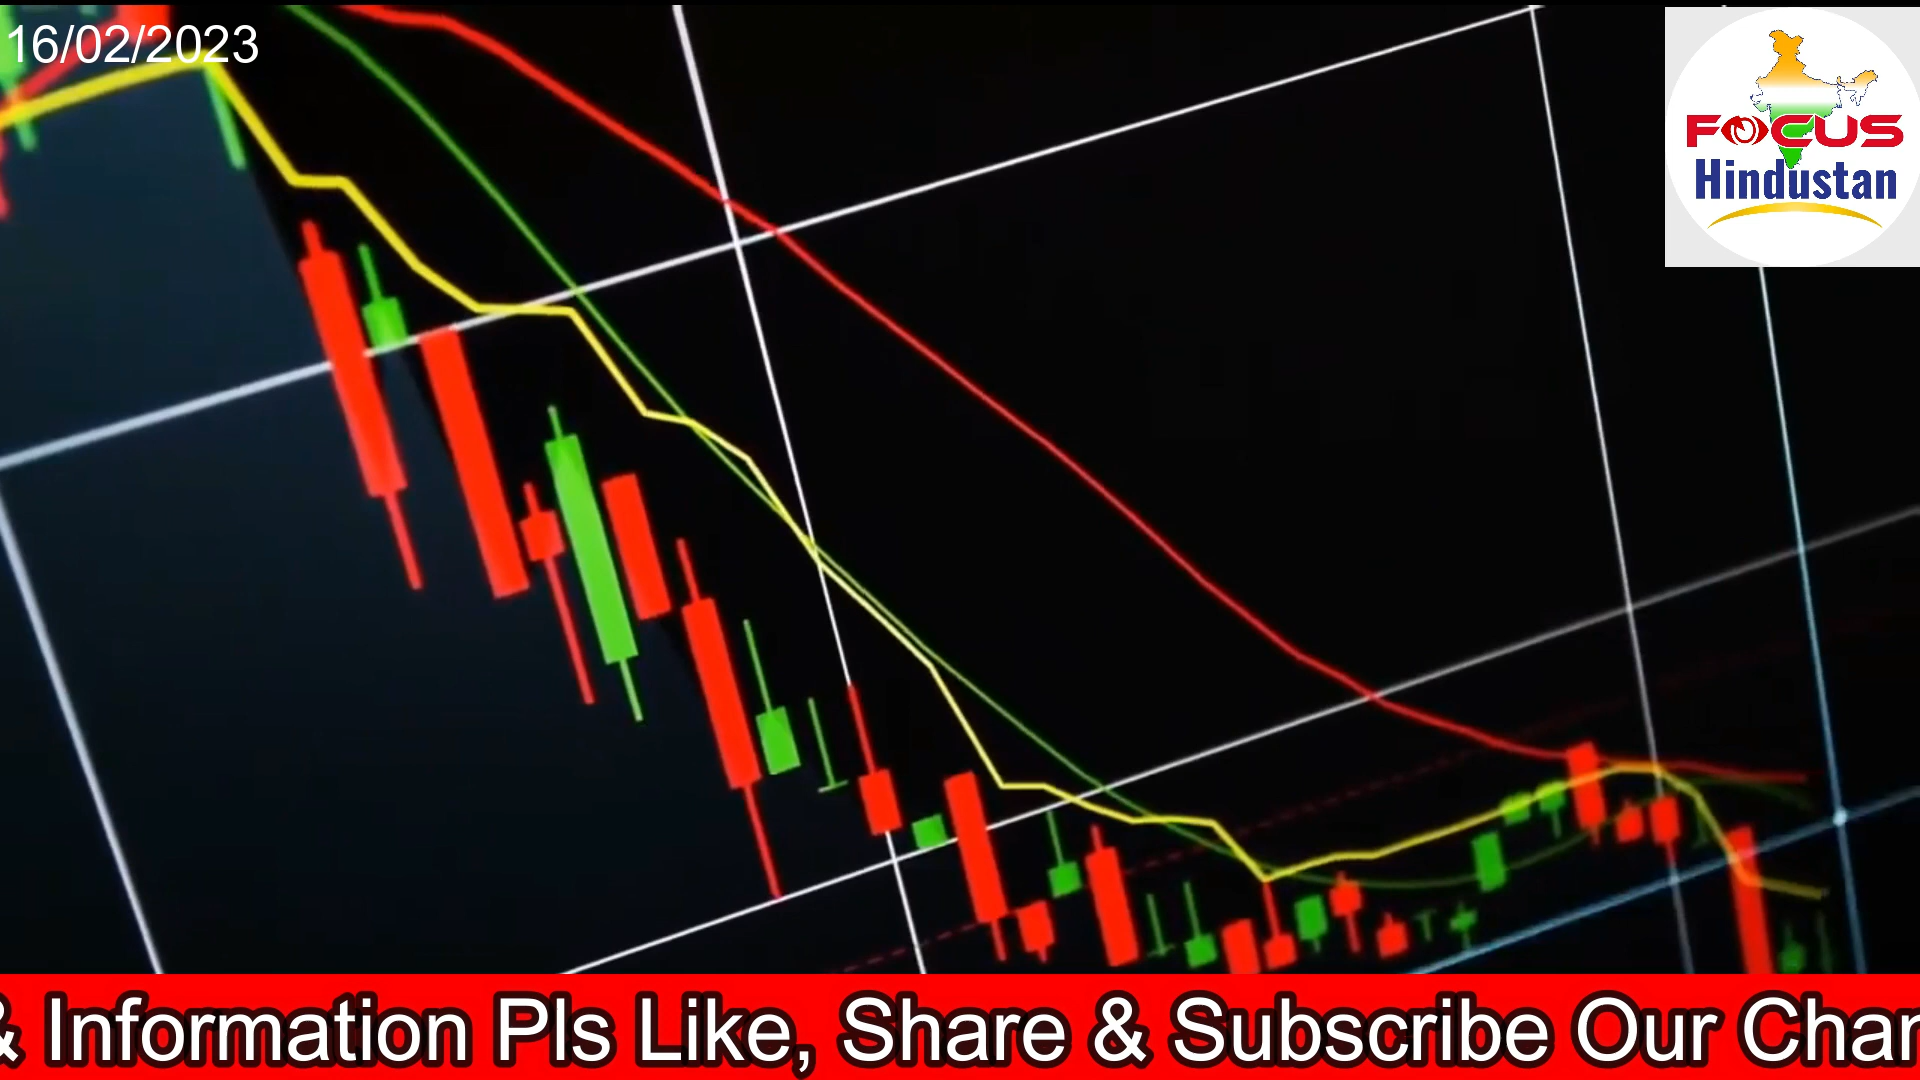 16/02/2023
FOCUS
Hindustan
& Information Pls Like, Share & Subscribe Our Chan